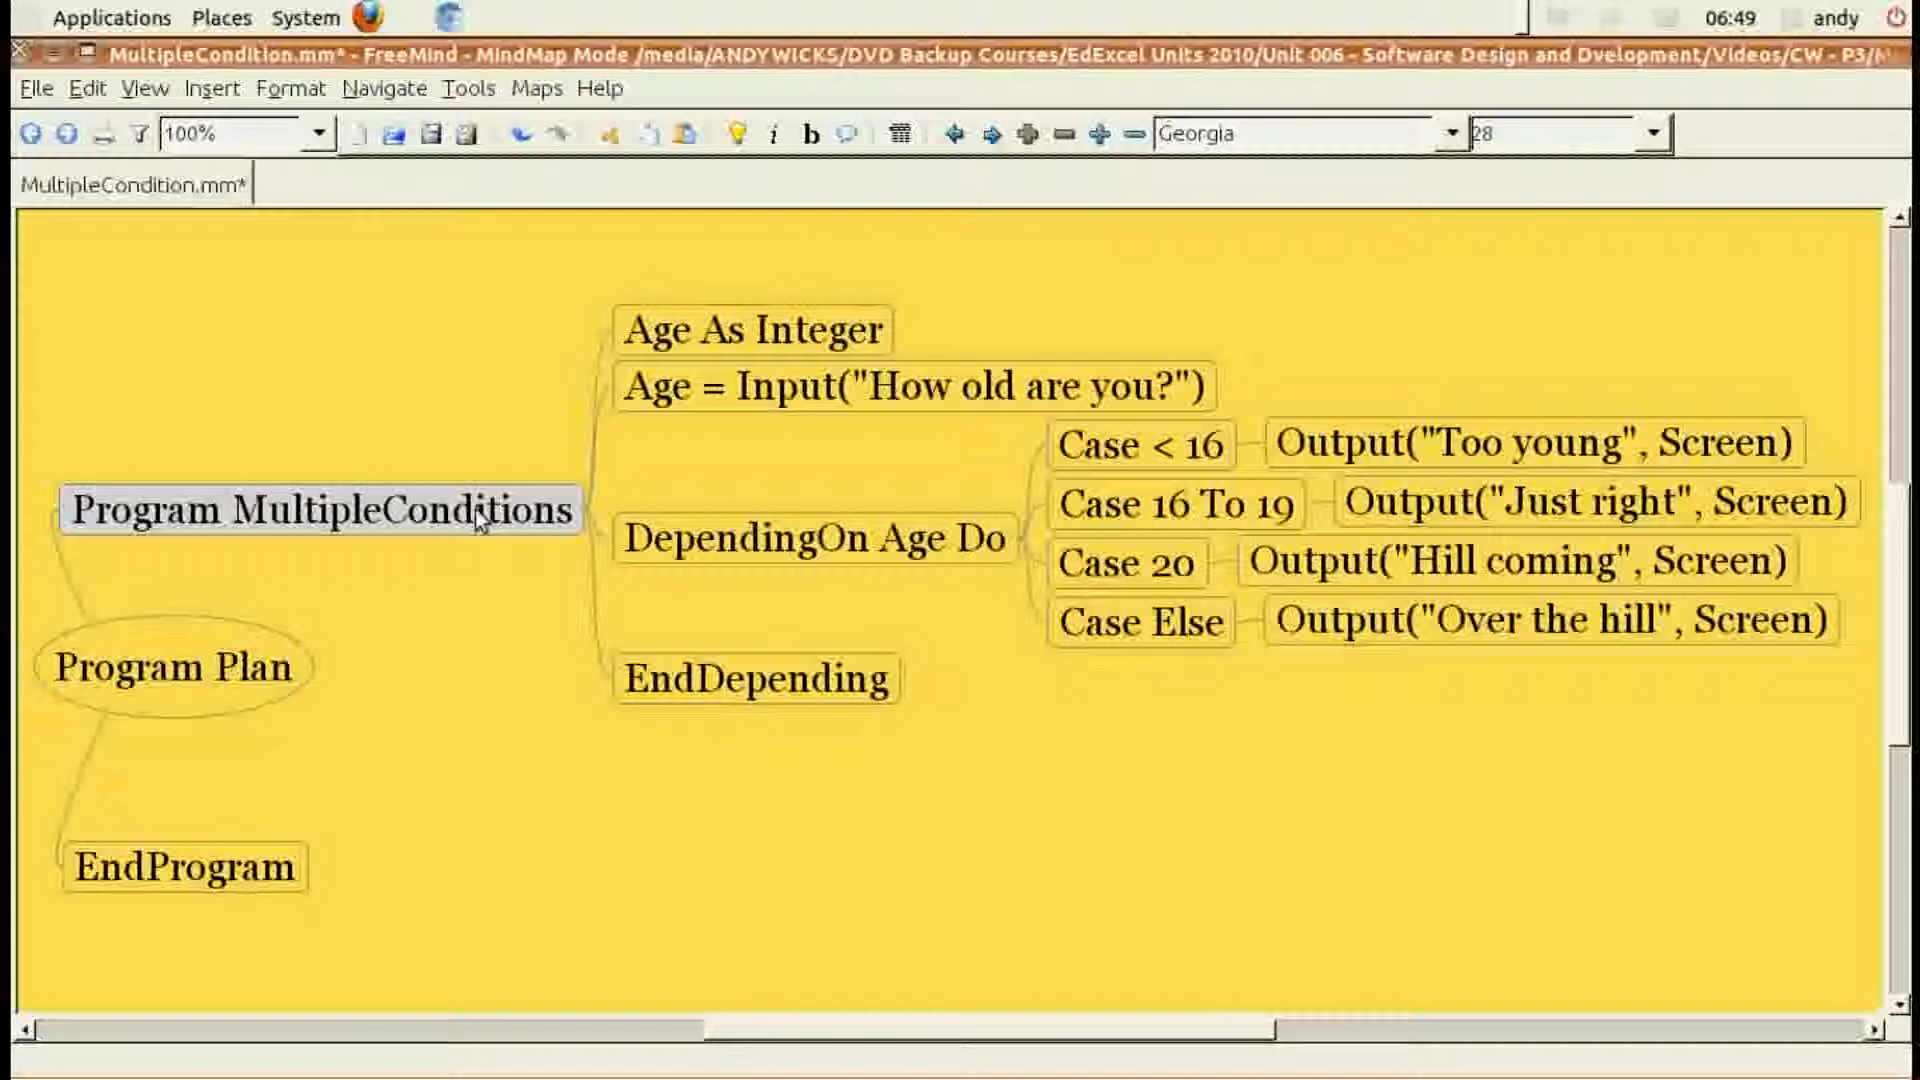 Applications Places System 06:49 andy
MultipleCondition.mm* - FreeMind - MindMap Mode /media/ANDYWICKS/DVD Backup Courses/EdExcel Units 2010/Unit 006 - Software Design and Dvelopment/Videos/CW - P3/
File Edit View Insert Format Navigate Tools Maps Help
100% i b Georgia 28
MultipleCondition.mm*
Age As Integer
Age = Input("How old are you?")
Case < 16 Output("Too young", Screen)
Case 16 To 19 Output("Just right", Screen)
Program MultipleConditions
DependingOn Age Do
Case 20 Output("Hill coming", Screen)
Case Else Output("Over the hill", Screen)
Program Plan
EndDepending
EndProgram